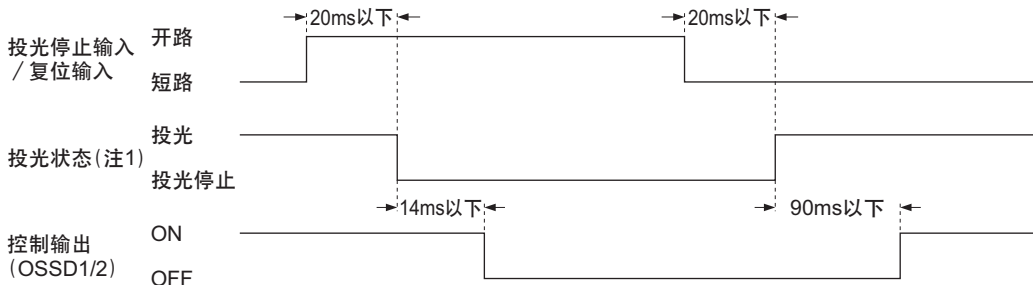 20ms以下
20ms以下
投光停止输入
/复位输入
开路
短路
投光状态(注1)
投光
投光停止
14ms以下
90ms以下
控制输出
(OSSD1/2)
ON
OFF